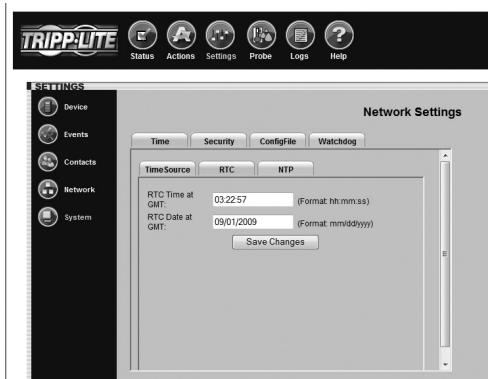 TRIPP·LITE
Status Actions Settings Probe Logs Help
SETTINGS
Device
Events
Contacts
Network
System
Network Settings
Time Security ConfigFile Watchdog
TimeSource RTC NTP
RTC Time at GMT: 03:22:57 (Format: hh:mm:ss)
RTC Date at GMT: 09/01/2009 (Format: mm/dd/yyyy)
Save Changes